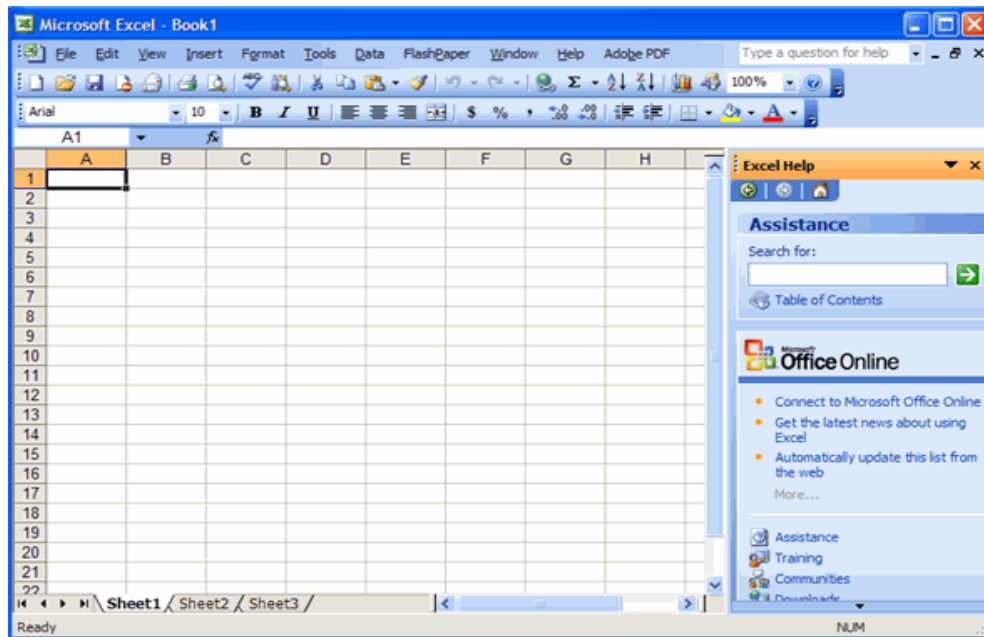 Microsoft Excel - Book1
File Edit View Insert Format Tools Data FlashPaper Window Help Adobe PDF Type a question for help
100%
Arial 10 B I U $ % ,
A1 fx
A B C D E F G H
1
2
3
4
5
6
7
8
9
10
11
12
13
14
15
16
17
18
19
20
21
22
Excel Help
Assistance
Search for:
Table of Contents
Microsoft
Office Online
Connect to Microsoft Office Online
Get the latest news about using
Excel
Automatically update this list from
the web
More...
Assistance
Training
Communities
Downloads
Sheet1 / Sheet2 / Sheet3 /
Ready NUM